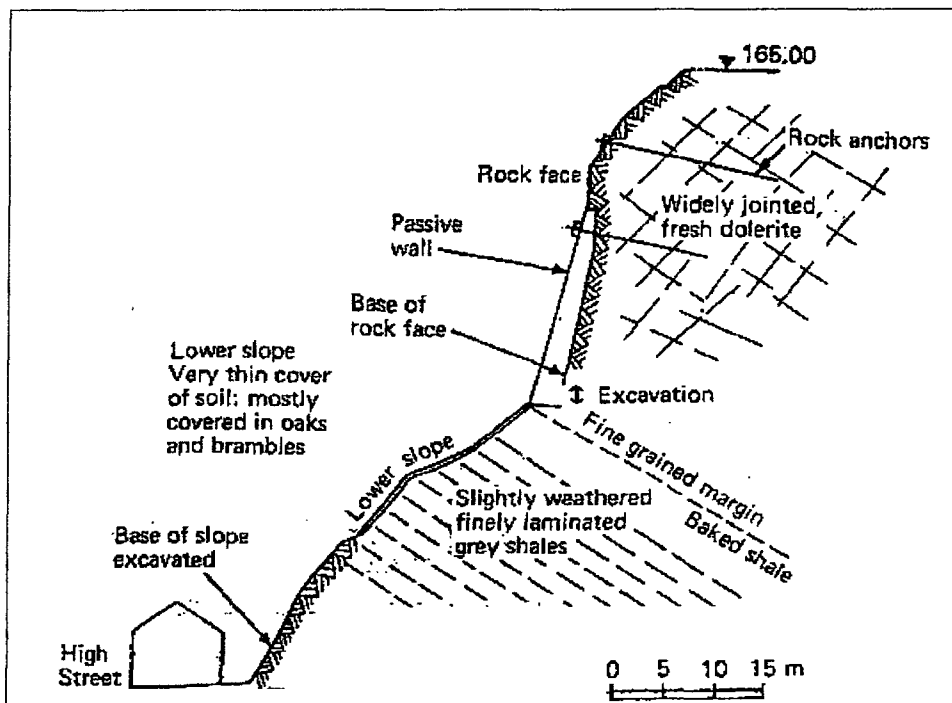 165.00
Rock anchors
Rock face
Widely jointed,
fresh dolerite
Passive
wall
Base of
rock face
Lower slope
Very thin cover
of soil: mostly
covered in oaks
and brambles
Excavation
Fine grained margin
Baked shale
Lower slope
Slightly weathered
finely laminated
grey shales
Base of slope
excavated
High
Street
0 5 10 15 m